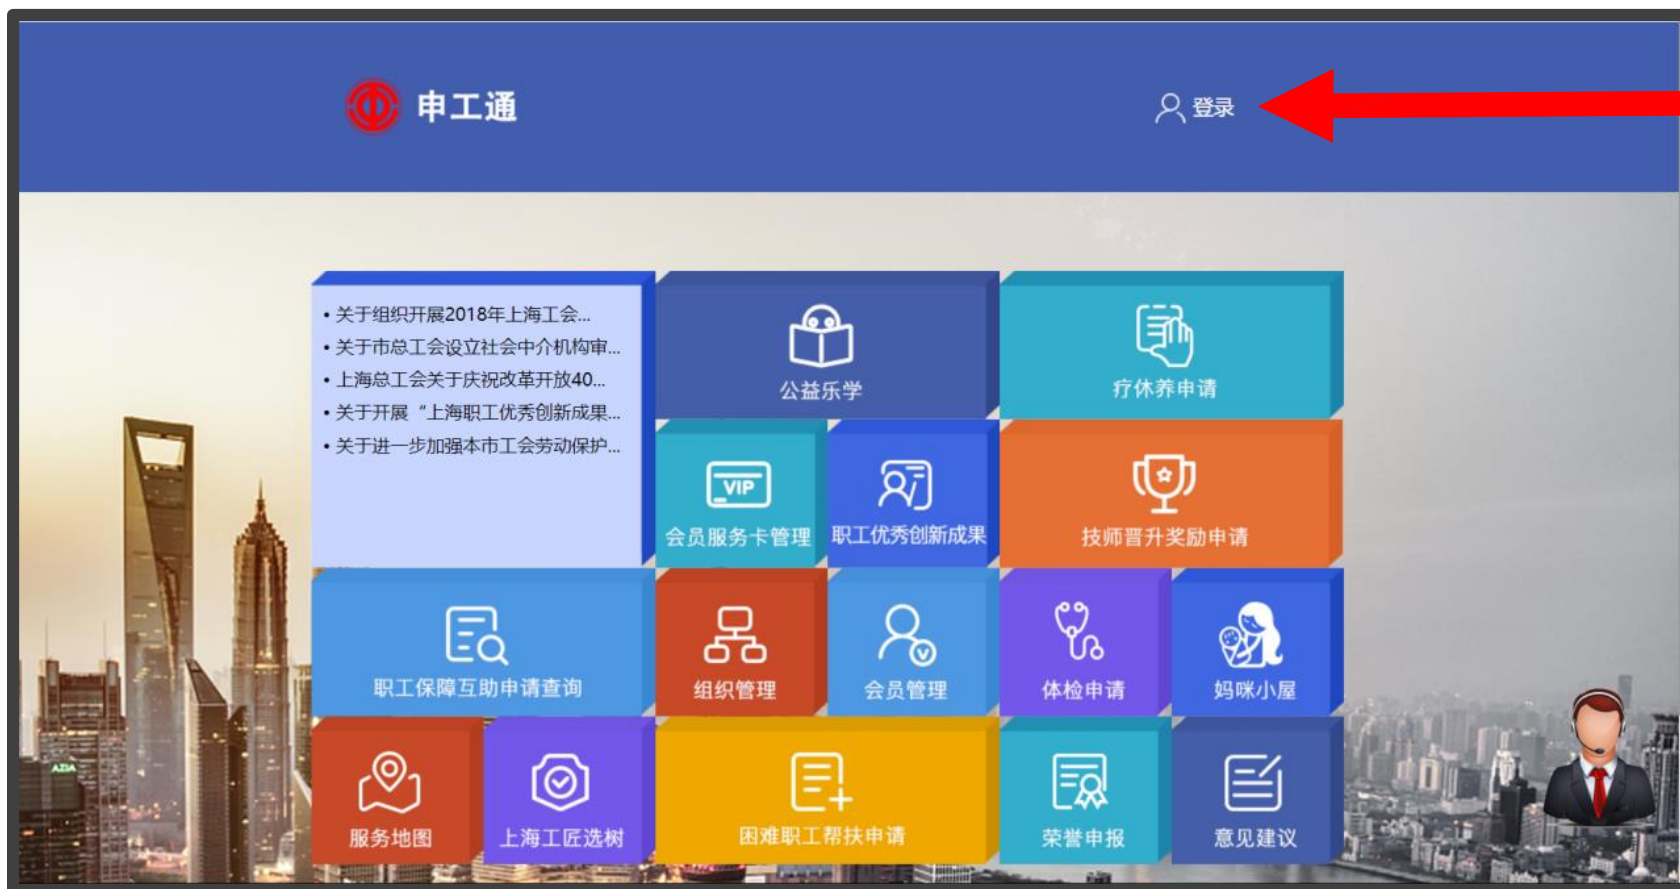 申工通
登录
• 关于组织开展2018年上海工会...
• 关于市总工会设立社会中介机构审...
• 上海总工会关于庆祝改革开放40...
• 关于开展“上海职工优秀创新成果...
• 关于进一步加强本市工会劳动保护...
公益乐学
疗休养申请
VIP
会员服务卡管理
职工优秀创新成果
技师晋升奖励申请
职工保障互助申请查询
组织管理
会员管理
体检申请
妈咪小屋
服务地图
上海工匠选树
困难职工帮扶申请
荣誉申报
意见建议
AZIA